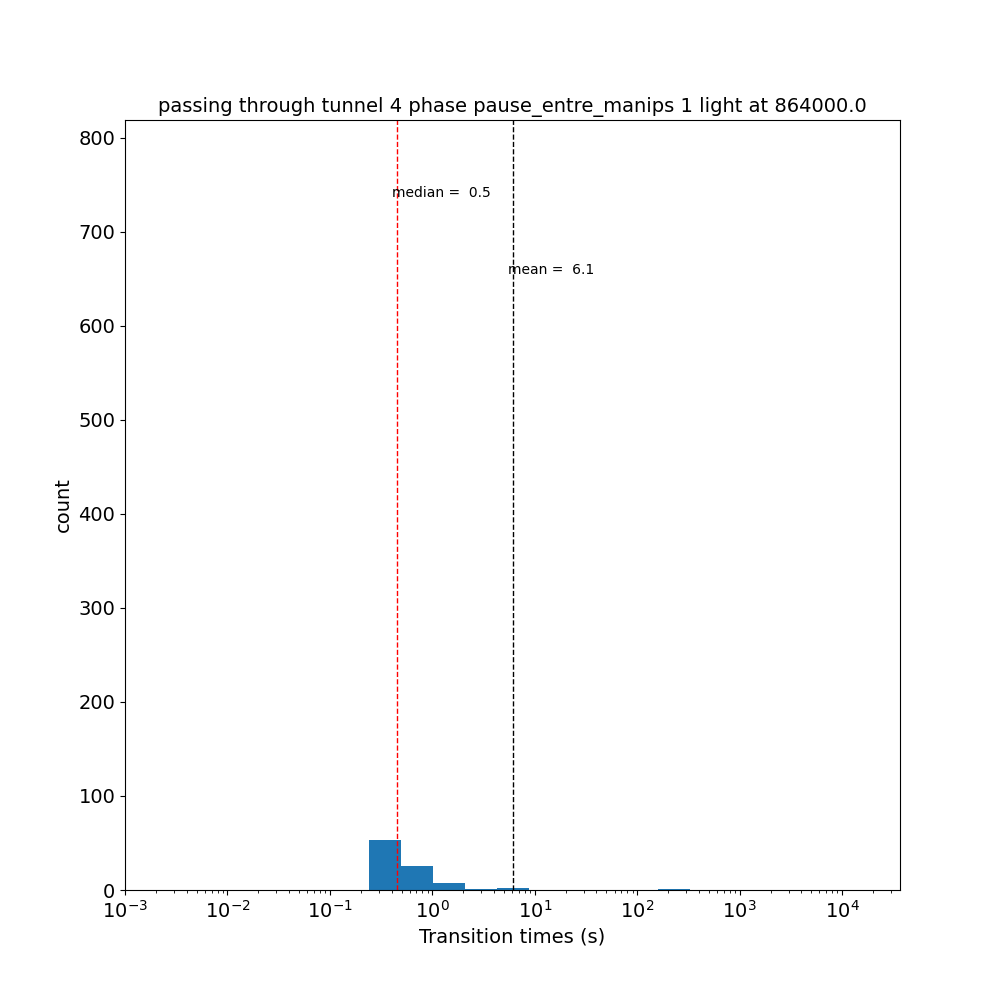 passing through tunnel 4 phase pause_entre_manips 1 light at 864000.0
800
median =  0.5
700
mean =  6.1
600
500
count
400
300
200
100
0
10⁻³ 10⁻² 10⁻¹ 10⁰ 10¹ 10² 10³ 10⁴
Transition times (s)